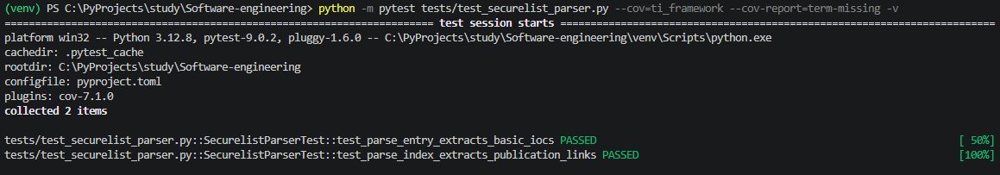 (venv) PS C:\PyProjects\study\Software-engineering> python -m pytest tests/test_securelist_parser.py --cov=ti_framework --cov-report=term-missing -v
================================================================ test session starts ================================================================
platform win32 -- Python 3.12.8, pytest-9.0.2, pluggy-1.6.0 -- C:\PyProjects\study\Software-engineering\venv\Scripts\python.exe
cachedir: .pytest_cache
rootdir: C:\PyProjects\study\Software-engineering
configfile: pyproject.toml
plugins: cov-7.1.0
collected 2 items
tests/test_securelist_parser.py::SecurelistParserTest::test_parse_entry_extracts_basic_iocs PASSED [ 50%]
tests/test_securelist_parser.py::SecurelistParserTest::test_parse_index_extracts_publication_links PASSED [100%]